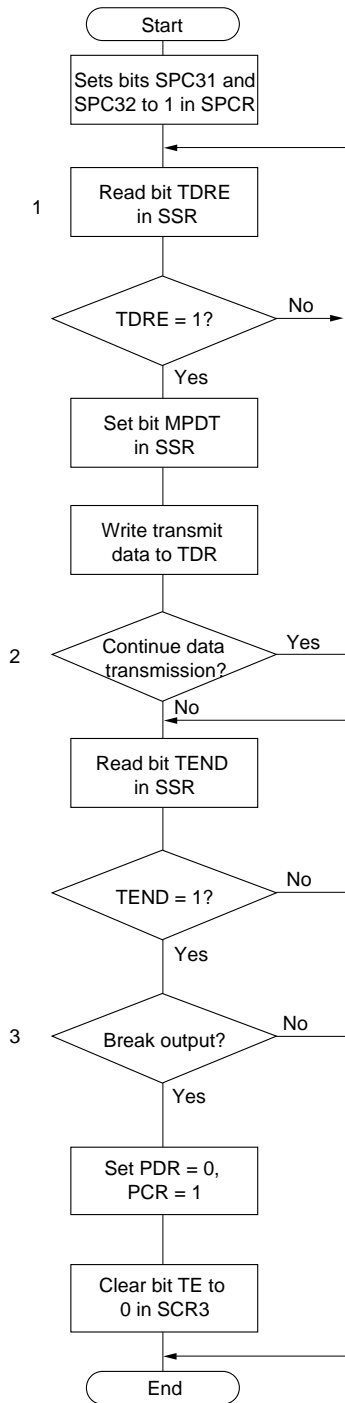 Start
Sets bits SPC31 and
SPC32 to 1 in SPCR
1
Read bit TDRE
in SSR
TDRE = 1?
No
Yes
Set bit MPDT
in SSR
Write transmit
data to TDR
2
Continue data
transmission?
Yes
No
Read bit TEND
in SSR
TEND = 1?
No
Yes
3
Break output?
No
Yes
Set PDR = 0,
PCR = 1
Clear bit TE to
0 in SCR3
End